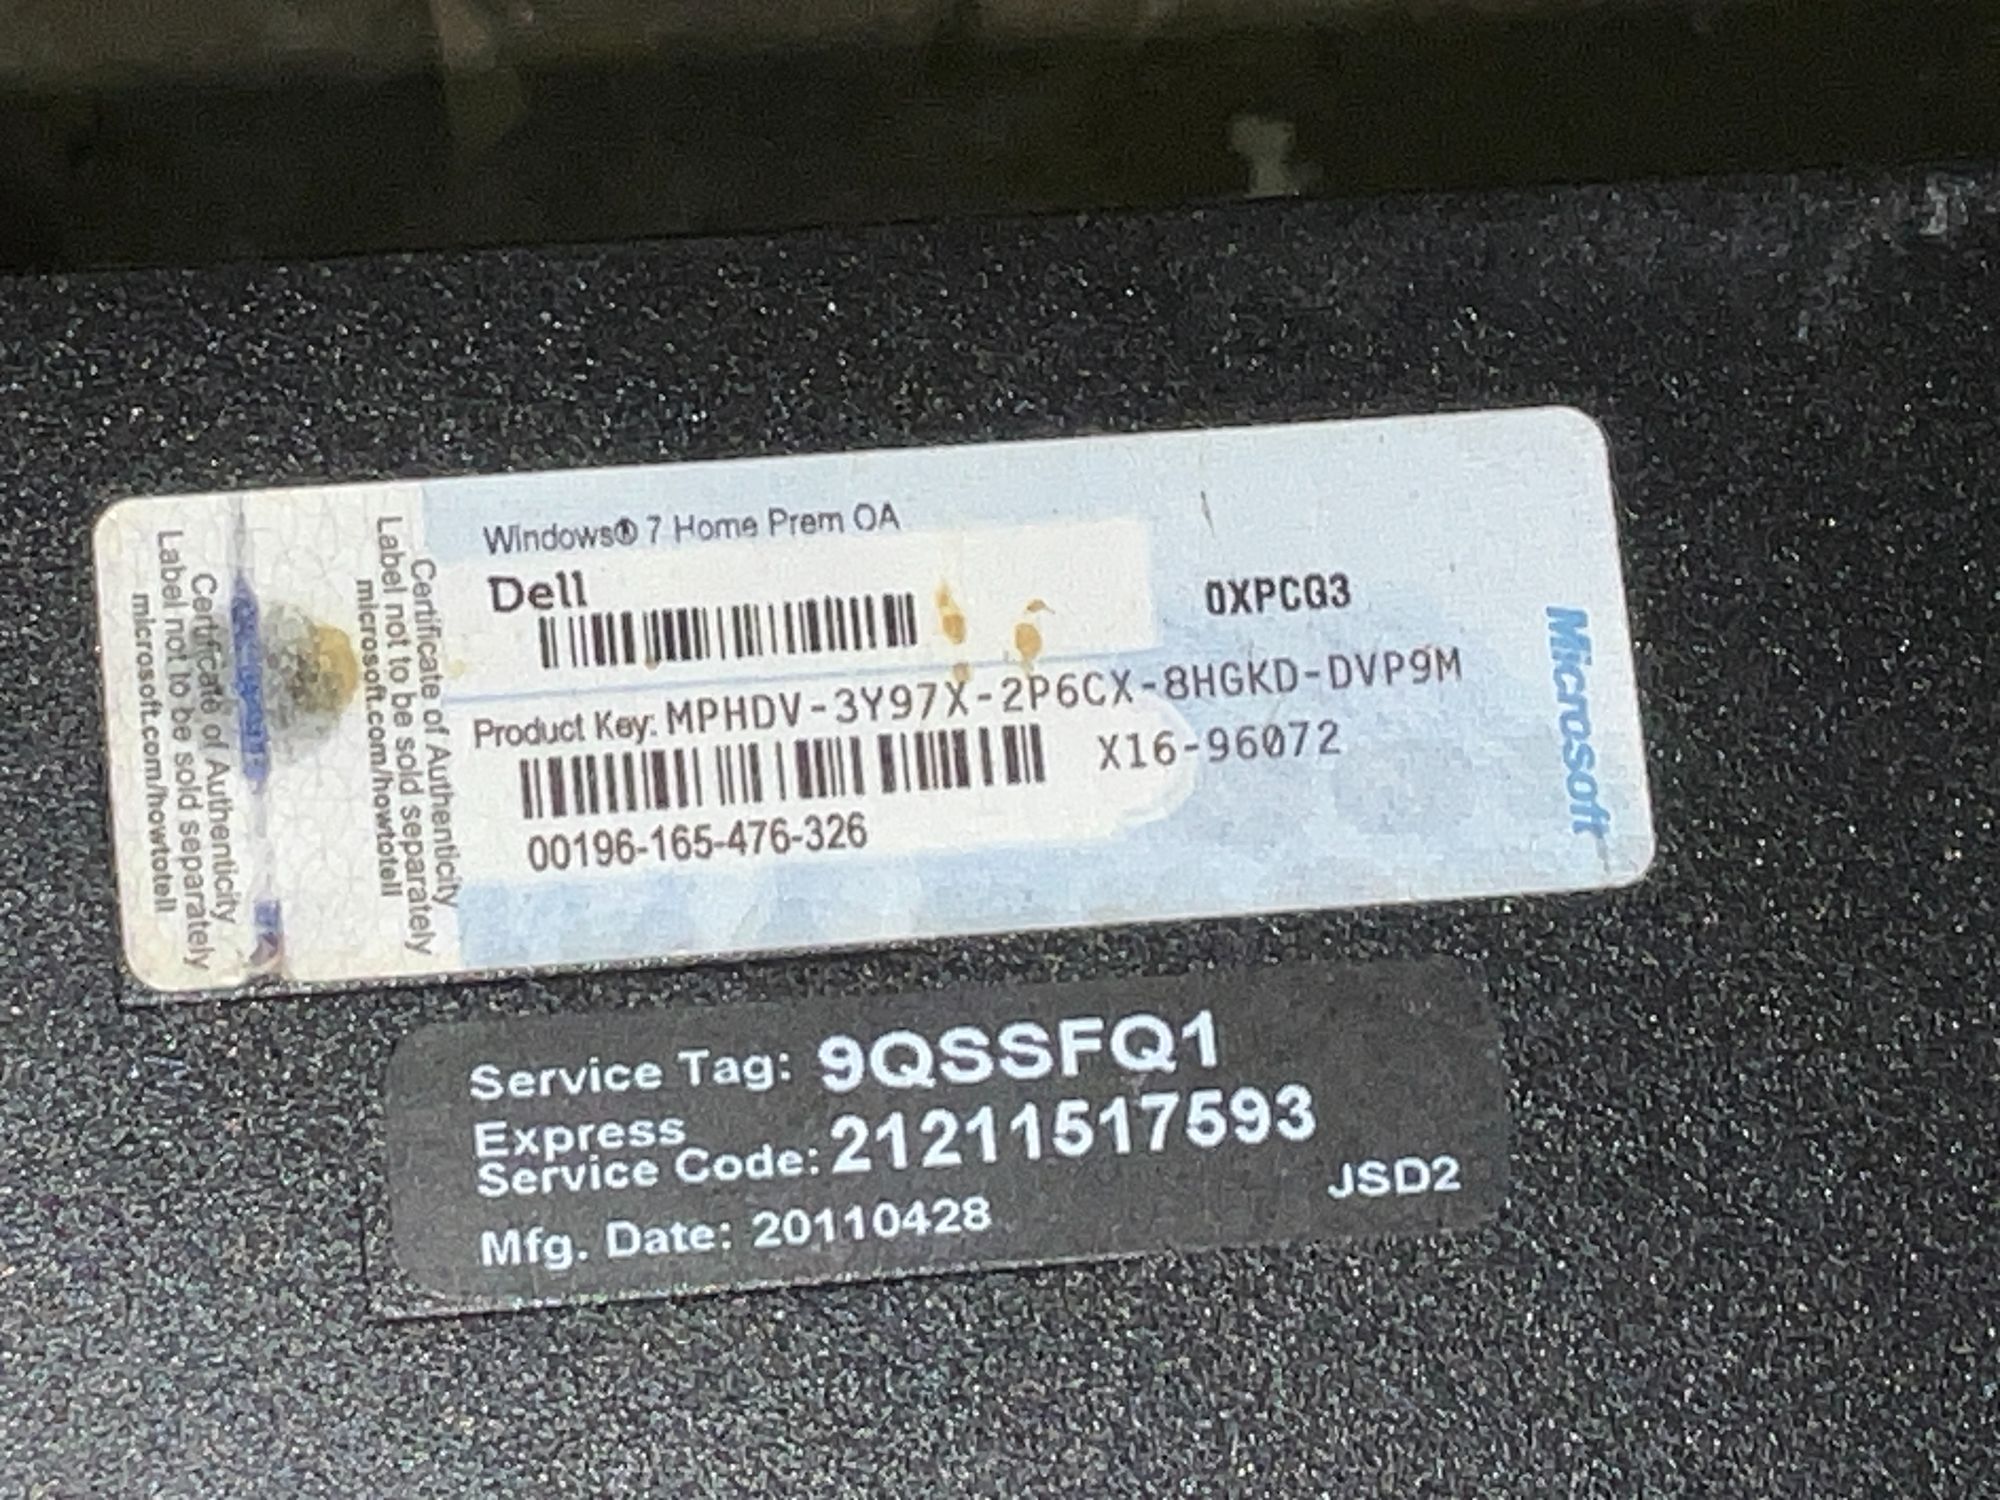 Windows® 7 Home Prem OA
Dell
0XPCQ3
Product Key: MPHDV-3Y97X-2P6CX-8HGKD-DVP9M
X16-96072
00196-165-476-326
Microsoft
Certificate of Authenticity
Label not to be sold separately
microsoft.com/howtotell
Certificate of Authenticity
Label not to be sold separately
microsoft.com/howtotell
Service Tag: 9QSSFQ1
Express
Service Code: 21211517593
JSD2
Mfg. Date: 20110428